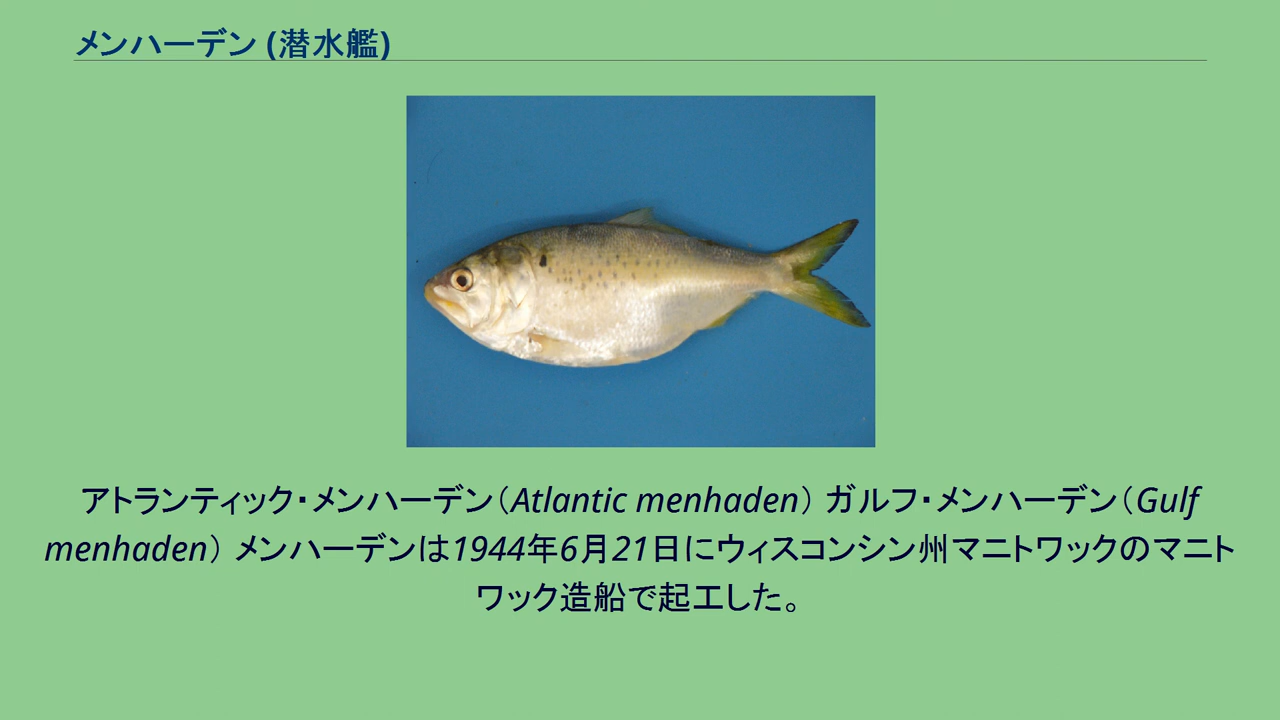 メンハーデン (潜水艦)
アトランティック・メンハーデン（Atlantic menhaden） ガルフ・メンハーデン（Gulf
menhaden） メンハーデンは1944年6月21日にウィスコンシン州マニトワックのマニト
ワック造船で起工した。